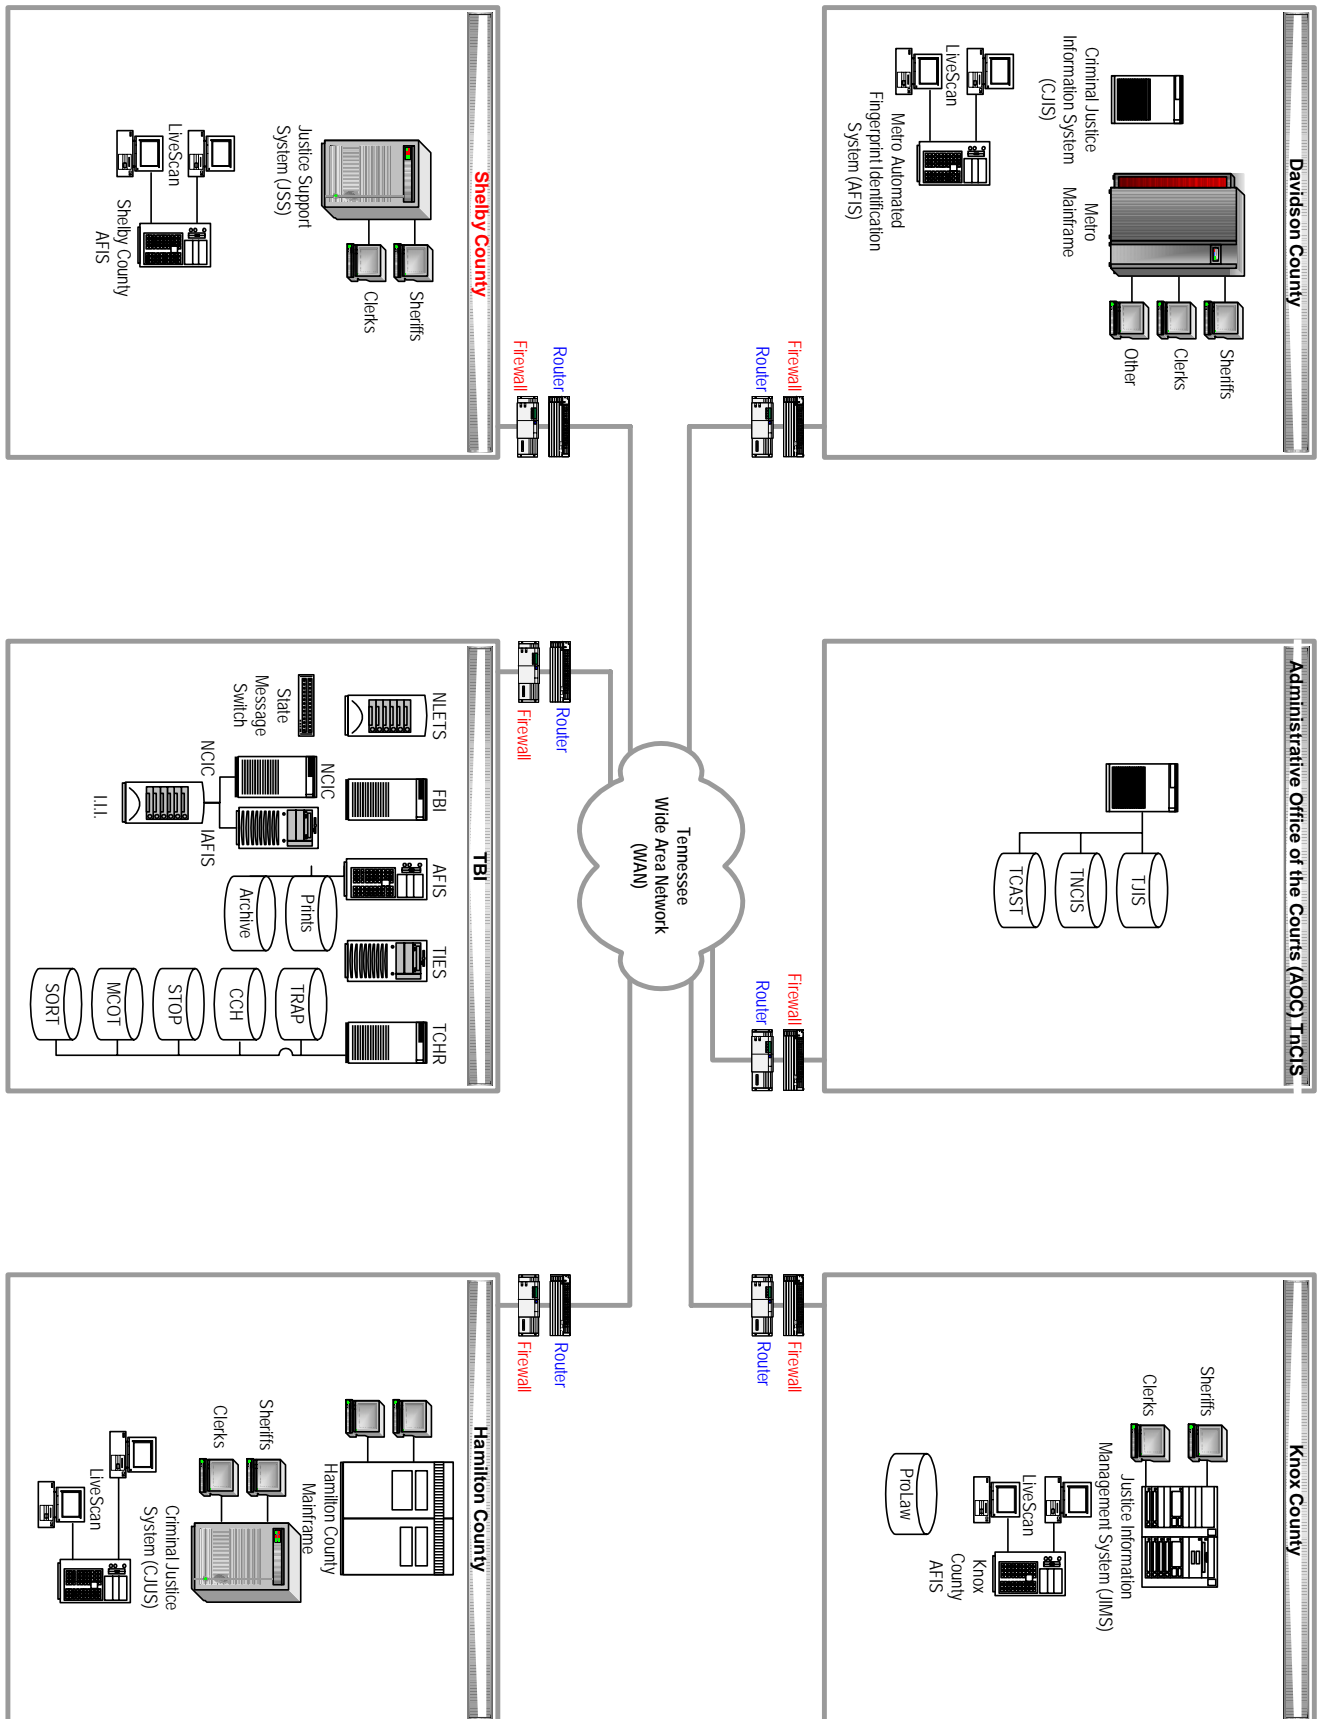 Davidson County
Criminal Justice
Information System
(CJIS)
Metro
Mainframe
Sheriffs
Clerks
Other
LiveScan
Metro Automated
Fingerprint Identification
System (AFIS)
Firewall
Router
Administrative Office of the Courts (AOC) TnCIS
TJIS
TNCIS
TCAST
Firewall
Router
Knox County
Sheriffs
Clerks
Justice Information
Management System (JIMS)
LiveScan
Knox
County
AFIS
ProLaw
Firewall
Router
Tennessee
Wide Area Network
(WAN)
Router
Firewall
Shelby County
Justice Support
System (JSS)
Sheriffs
Clerks
LiveScan
Shelby County
AFIS
Router
Firewall
TBI
NLETS
FBI
AFIS
TIES
TCHR
State
Message
Switch
NCIC
NCIC
IAFIS
I.I.I.
Prints
Archive
TRAP
CCH
STOP
MCOT
SORT
Router
Firewall
Hamilton County
Hamilton County
Mainframe
Sheriffs
Clerks
Criminal Justice
System (CJUS)
LiveScan